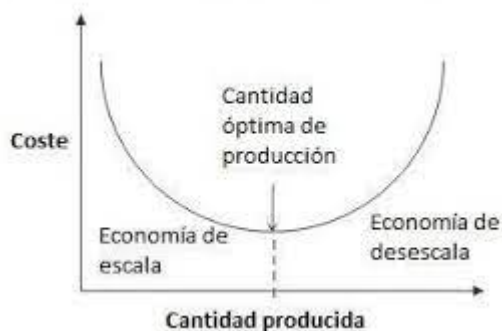 Cantidad
óptima de
producción
Coste
Economía de
escala
Economía de
desescala
Cantidad producida